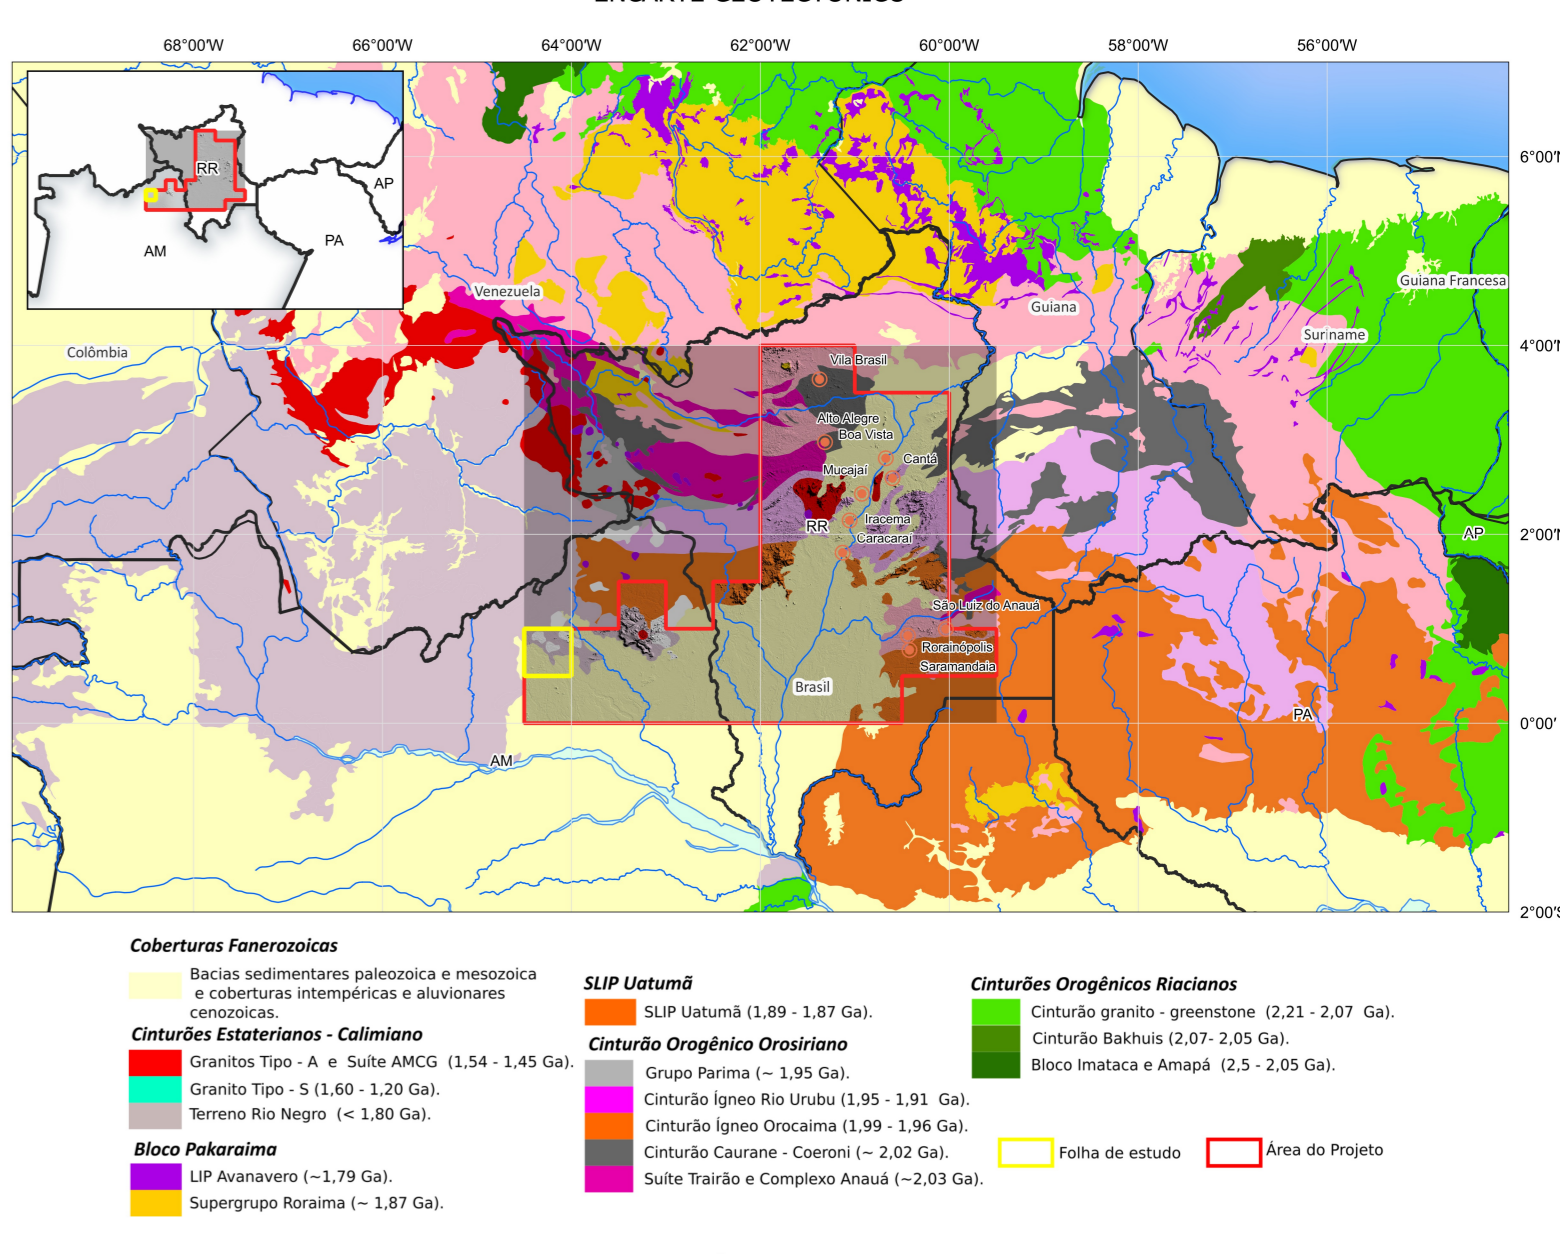 ENCARTE GEOTECTÔNICO
68°00'W 66°00'W 64°00'W 62°00'W 60°00'W 58°00'W 56°00'W
RR
AP
AM
PA
6°00'N
Venezuela
Guiana
Guiana Francesa
Suriname
Colômbia
4°00'N
Vila Brasil
Alto Alegre
Boa Vista
Cantá
Mucajaí
Iracema
RR
Caracaraí
2°00'N
AP
São Luiz do Anauá
Rorainópolis
Saramandaia
Brasil
PA
0°00'
AM
2°00'S
Coberturas Fanerozoicas
Bacias sedimentares paleozoica e mesozoica
e coberturas intempéricas e aluvionares
cenozoicas.
Cinturões Estaterianos - Calimiano
Granitos Tipo - A e Suíte AMCG (1,54 - 1,45 Ga).
Granito Tipo - S (1,60 - 1,20 Ga).
Terreno Rio Negro (< 1,80 Ga).
Bloco Pakaraima
LIP Avanavero (~1,79 Ga).
Supergrupo Roraima (~ 1,87 Ga).
SLIP Uatumã
SLIP Uatumã (1,89 - 1,87 Ga).
Cinturão Orogênico Orosiriano
Grupo Parima (~ 1,95 Ga).
Cinturão Ígneo Rio Urubu (1,95 - 1,91 Ga).
Cinturão Ígneo Orocaima (1,99 - 1,96 Ga).
Cinturão Caurane - Coeroni (~ 2,02 Ga).
Suíte Trairão e Complexo Anauá (~2,03 Ga).
Cinturões Orogênicos Riacianos
Cinturão granito - greenstone (2,21 - 2,07 Ga).
Cinturão Bakhuis (2,07- 2,05 Ga).
Bloco Imataca e Amapá (2,5 - 2,05 Ga).
Folha de estudo
Área do Projeto